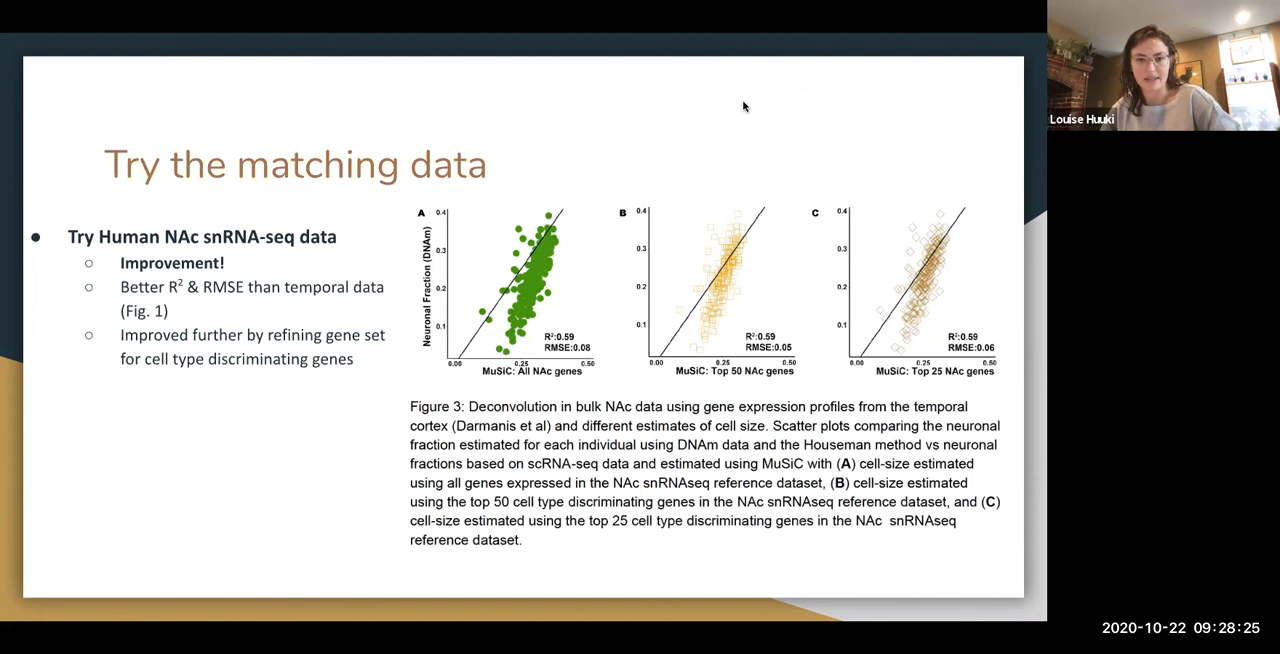 Try the matching data
● Try Human NAc snRNA-seq data
○ Improvement!
○ Better R² & RMSE than temporal data
(Fig. 1)
○ Improved further by refining gene set
for cell type discriminating genes
A
Neuronal Fraction (DNAm)
0.4
0.3
0.2
0.1
0.00
0.25
0.50
R²:0.59
RMSE:0.08
MuSiC: All NAc genes
B
0.4
0.3
0.2
0.1
0.00
0.25
0.50
R²:0.59
RMSE:0.05
MuSiC: Top 50 NAc genes
C
0.4
0.3
0.2
0.1
0.00
0.25
0.50
R²:0.59
RMSE:0.06
MuSiC: Top 25 NAc genes
Figure 3: Deconvolution in bulk NAc data using gene expression profiles from the temporal
cortex (Darmanis et al) and different estimates of cell size. Scatter plots comparing the neuronal
fraction estimated for each individual using DNAm data and the Houseman method vs neuronal
fractions based on scRNA-seq data and estimated using MuSiC with (A) cell-size estimated
using all genes expressed in the NAc snRNAseq reference dataset, (B) cell-size estimated
using the top 50 cell type discriminating genes in the NAc snRNAseq reference dataset, and (C)
cell-size estimated using the top 25 cell type discriminating genes in the NAc snRNAseq
reference dataset.
Louise Huuki
2020-10-22 09:28:25